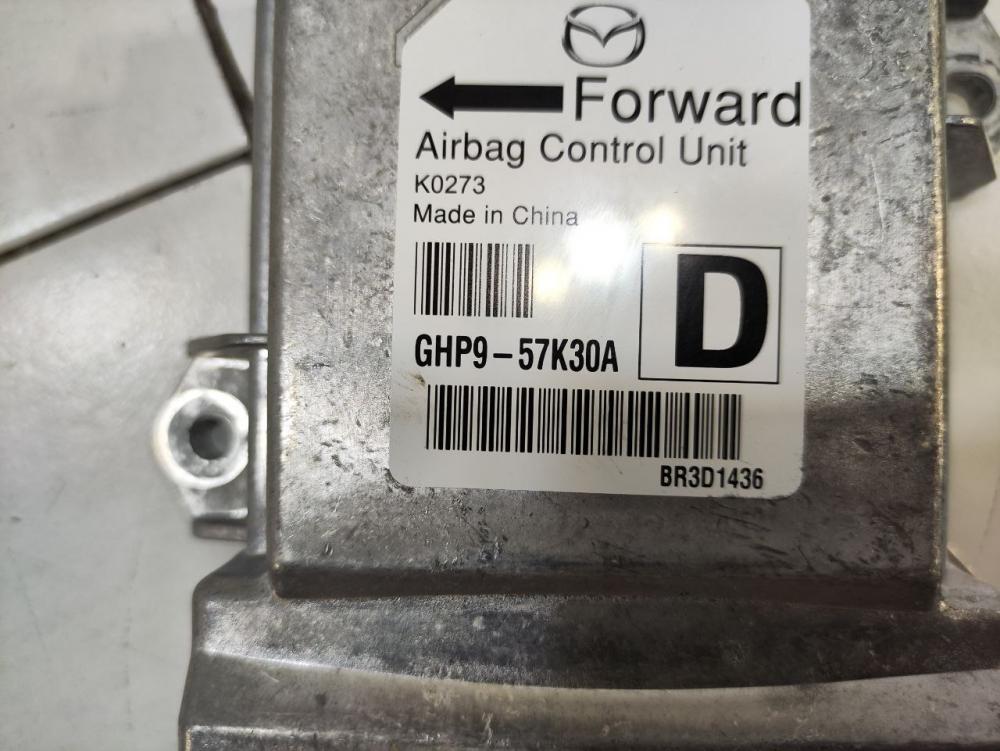 Forward
Airbag Control Unit
K0273
Made in China
D
GHP9-57K30A
BR3D1436